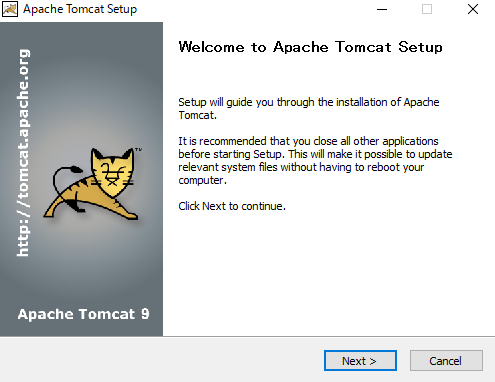 Apache Tomcat Setup
http://tomcat.apache.org
TM
Apache Tomcat 9
Welcome to Apache Tomcat Setup
Setup will guide you through the installation of Apache
Tomcat.
It is recommended that you close all other applications
before starting Setup. This will make it possible to update
relevant system files without having to reboot your
computer.
Click Next to continue.
Next >
Cancel